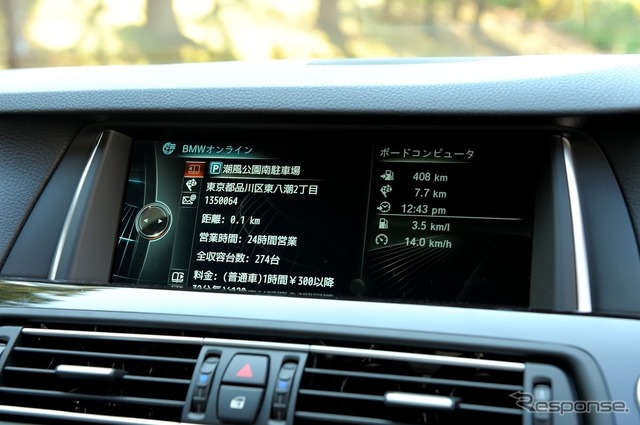 BMWオンライン
P 潮風公園南駐車場
東京都品川区東八潮2丁目
1350064
距離: 0.1 km
営業時間: 24時間営業
全収容台数: 274台
料金: (普通車)1時間¥300以降
ボードコンピュータ
408 km
7.7 km
12:43 pm
3.5 km/l
14.0 km/h
Response.